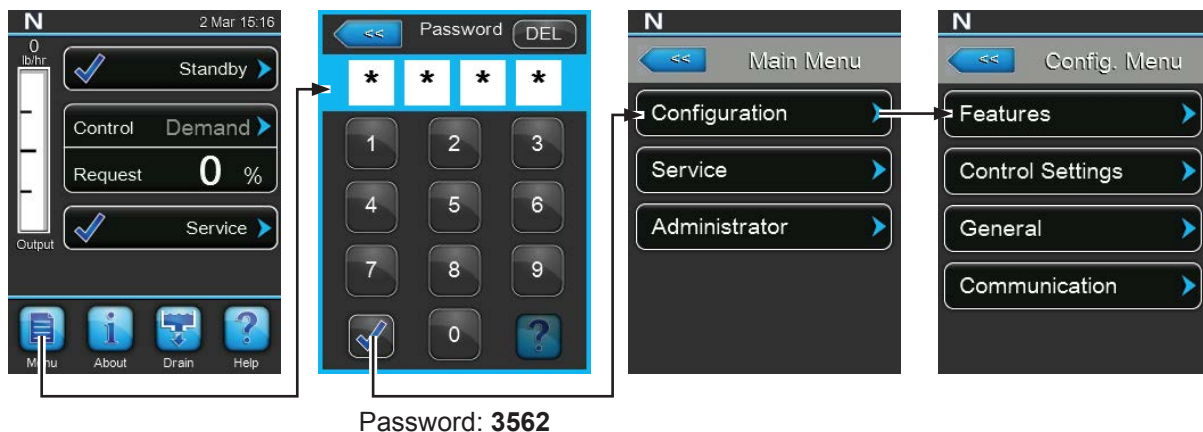 N 2 Mar 15:16
0
lb/hr
Standby >
Control Demand >
Request 0 %
Service >
Output
Menu About Drain Help
<< Password DEL
* * * *
1 2 3
4 5 6
7 8 9
0 ?
Password: 3562
N
<< Main Menu
Configuration >
Service >
Administrator >
N
<< Config. Menu
Features >
Control Settings >
General >
Communication >